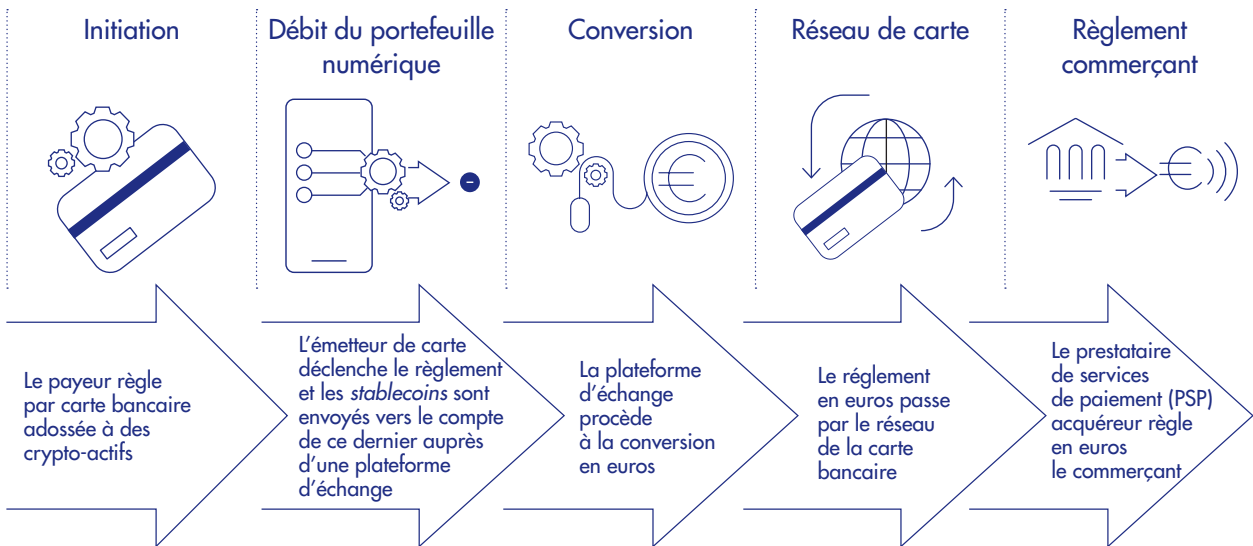 Initiation
Débit du portefeuille
numérique
Conversion
Réseau de carte
Règlement
commerçant
Le payeur règle
par carte bancaire
adossée à des
crypto-actifs
L’émetteur de carte
déclenche le règlement
et les stablecoins sont
envoyés vers le compte
de ce dernier auprès
d’une plateforme
d’échange
La plateforme
d’échange
procède
à la conversion
en euros
Le réglement
en euros passe
par le réseau
de la carte
bancaire
Le prestataire
de services
de paiement (PSP)
acquéreur règle
en euros
le commerçant